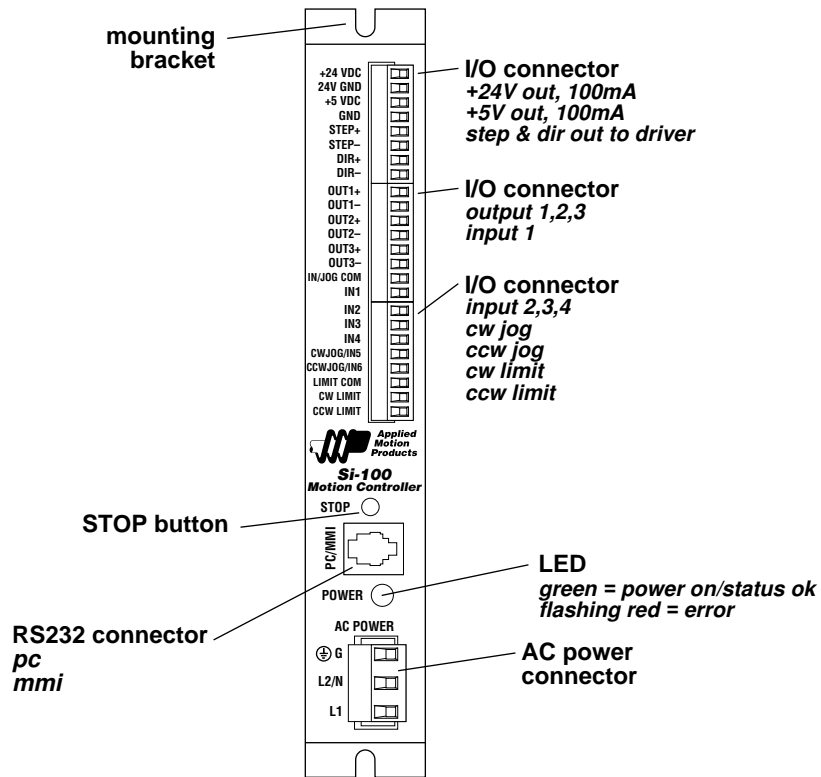 mounting
bracket
+24 VDC
24V GND
+5 VDC
GND
STEP+
STEP–
DIR+
DIR–
I/O connector
+24V out, 100mA
+5V out, 100mA
step & dir out to driver
OUT1+
OUT1–
OUT2+
OUT2–
OUT3+
OUT3–
IN/JOG COM
IN1
I/O connector
output 1,2,3
input 1
IN2
IN3
IN4
CWJOG/IN5
CCWJOG/IN6
LIMIT COM
CW LIMIT
CCW LIMIT
I/O connector
input 2,3,4
cw jog
ccw jog
cw limit
ccw limit
Applied
Motion
Products
Si-100
Motion Controller
STOP
STOP button
PC/MMI
POWER
LED
green = power on/status ok
flashing red = error
RS232 connector
pc
mmi
AC POWER
G
L2/N
L1
AC power
connector